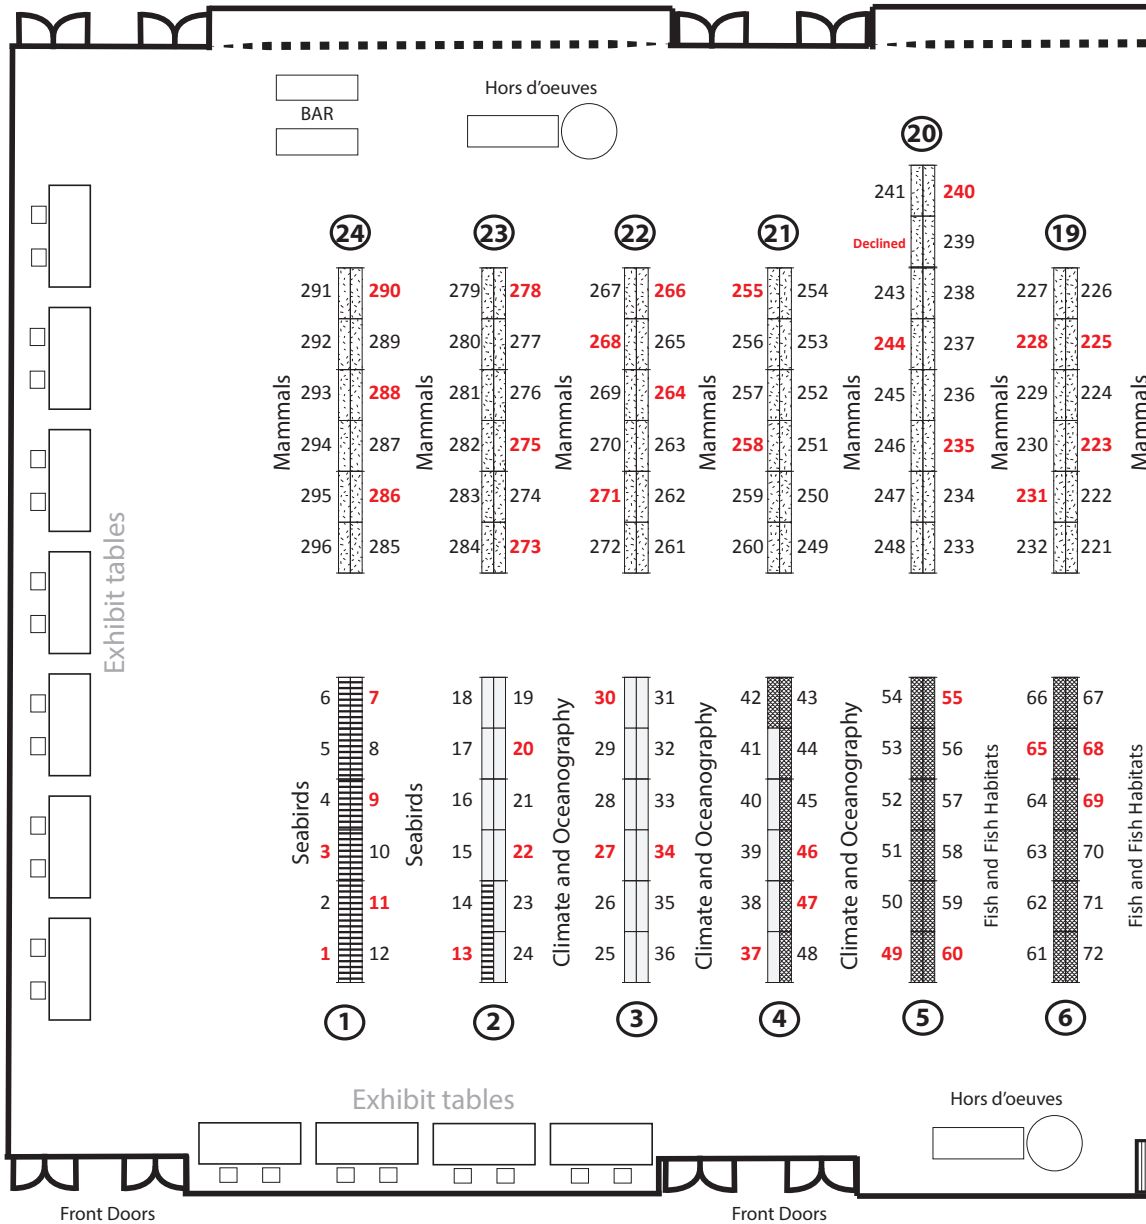 Hors d'oeuves
BAR
20
241 240
Declined 239
24 23 22 21 19
291 290 279 278 267 266 255 254 243 238 227 226
292 289 280 277 268 265 256 253 244 237 228 225
293 288 281 276 269 264 257 252 245 236 229 224
294 287 282 275 270 263 258 251 246 235 230 223
295 286 283 274 271 262 259 250 247 234 231 222
296 285 284 273 272 261 260 249 248 233 232 221
Mammals
Mammals
Mammals
Mammals
Mammals
Mammals
Mammals
Exhibit tables
6 7 18 19 30 31 42 43 54 55 66 67
5 8 17 20 29 32 41 44 53 56 65 68
4 9 16 21 28 33 40 45 52 57 64 69
3 10 15 22 27 34 39 46 51 58 63 70
2 11 14 23 26 35 38 47 50 59 62 71
1 12 13 24 25 36 37 48 49 60 61 72
Seabirds
Seabirds
Climate and Oceanography
Climate and Oceanography
Climate and Oceanography
Fish and Fish Habitats
Fish and Fish Habitats
1 2 3 4 5 6
Exhibit tables
Hors d'oeuves
Front Doors
Front Doors